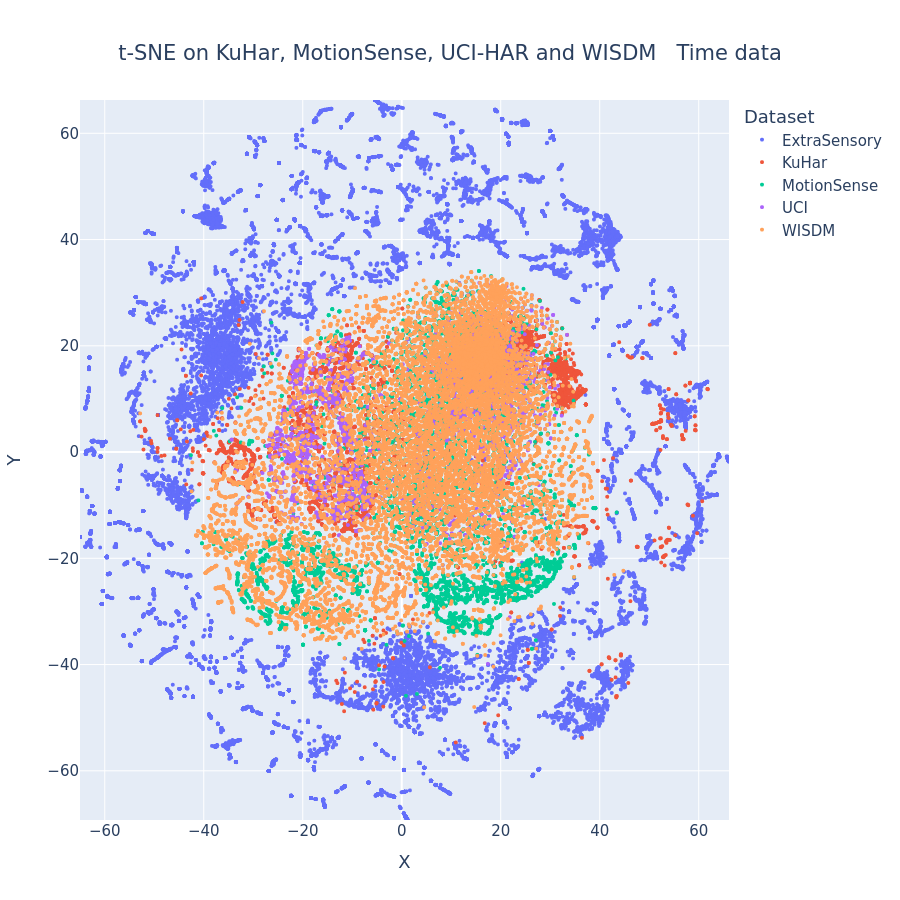 t-SNE on KuHar, MotionSense, UCI-HAR and WISDM   Time data
Dataset
ExtraSensory
KuHar
MotionSense
UCI
WISDM
60
40
20
0
−20
−40
−60
Y
−60
−40
−20
0
20
40
60
X